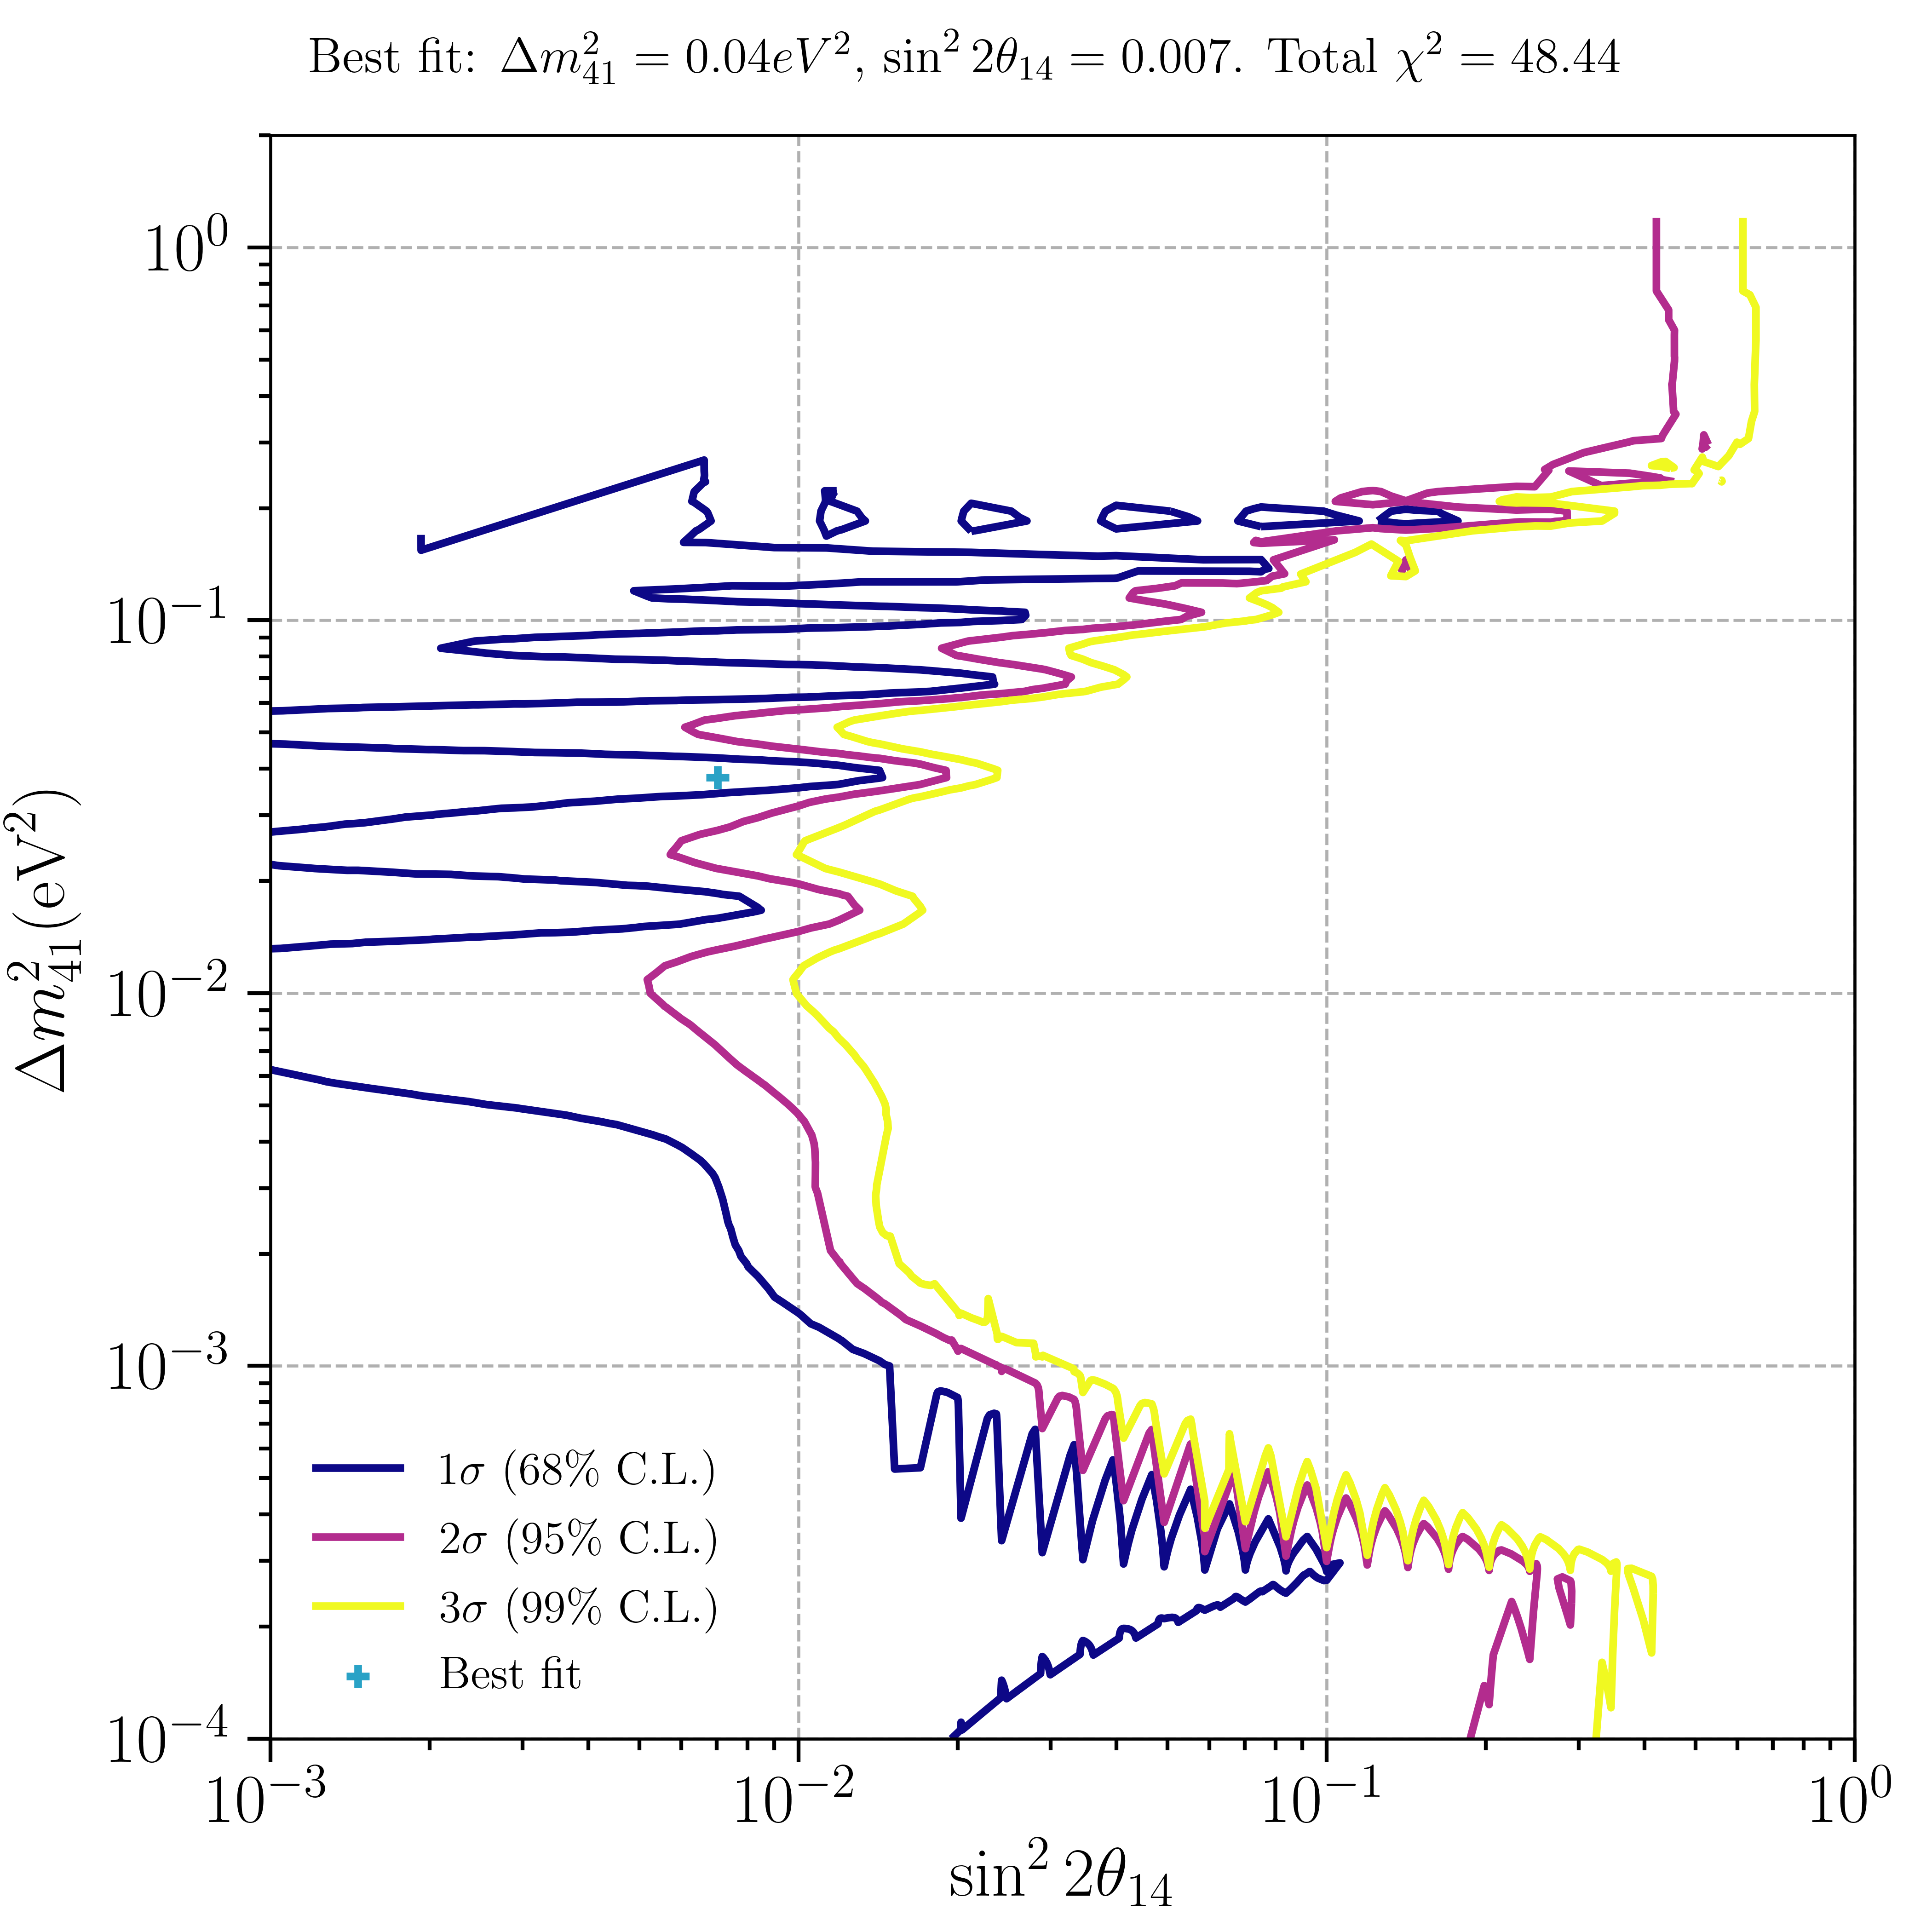 Best fit: Δm²₄₁ = 0.04eV², sin² 2θ₁₄ = 0.007. Total χ² = 48.44
10⁰
10⁻¹
10⁻²
10⁻³
10⁻⁴
Δm²₄₁(eV²)
1σ (68% C.L.)
2σ (95% C.L.)
3σ (99% C.L.)
Best fit
10⁻³ 10⁻² 10⁻¹ 10⁰
sin² 2θ₁₄